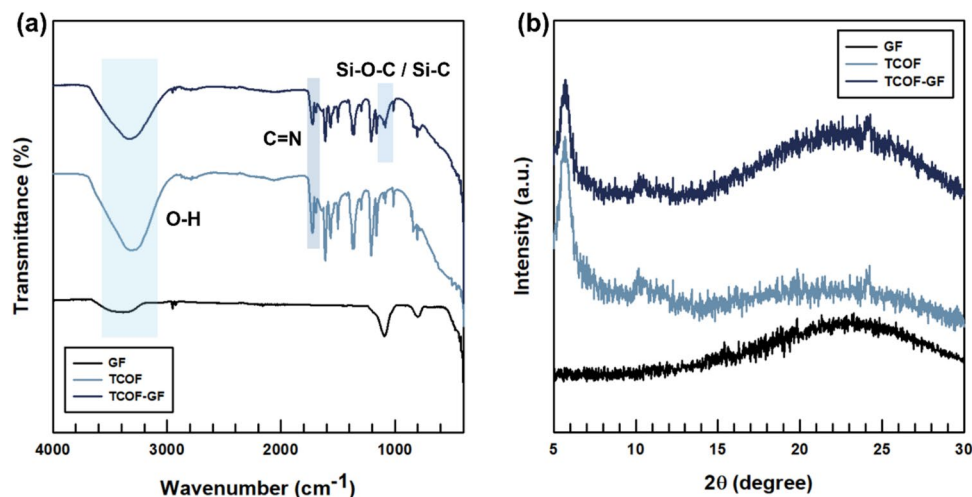 (a)
Si-O-C / Si-C
C=N
O-H
Transmittance (%)
GF
TCOF
TCOF-GF
4000 3000 2000 1000
Wavenumber (cm⁻¹)
(b)
GF
TCOF
TCOF-GF
Intensity (a.u.)
5 10 15 20 25 30
2θ (degree)